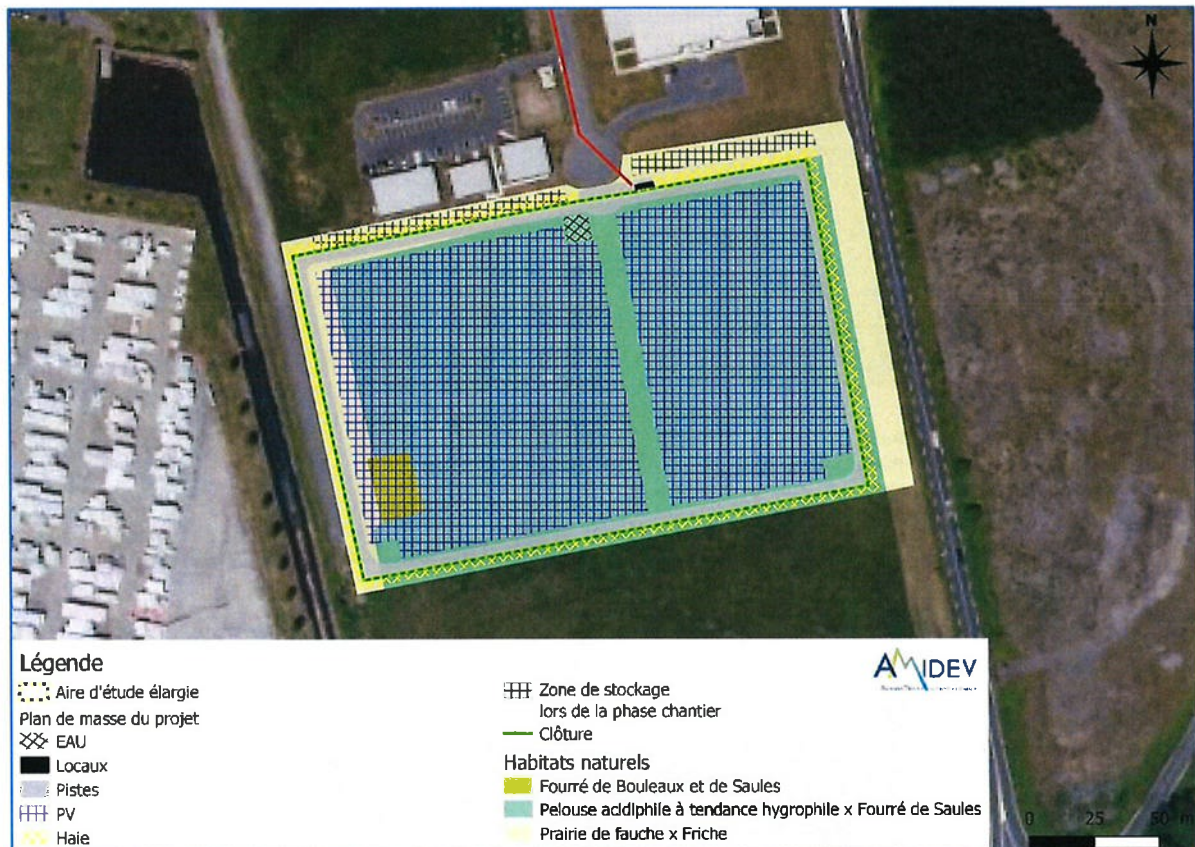 N
Légende
Aire d'étude élargie
Plan de masse du projet
EAU
Locaux
Pistes
PV
Haie
AMIDEV
Zone de stockage
lors de la phase chantier
Clôture
Habitats naturels
Fourré de Bouleaux et de Saules
Pelouse acidiphile à tendance hygrophile x Fourré de Saules
Prairie de fauche x Friche
0 25 50 m